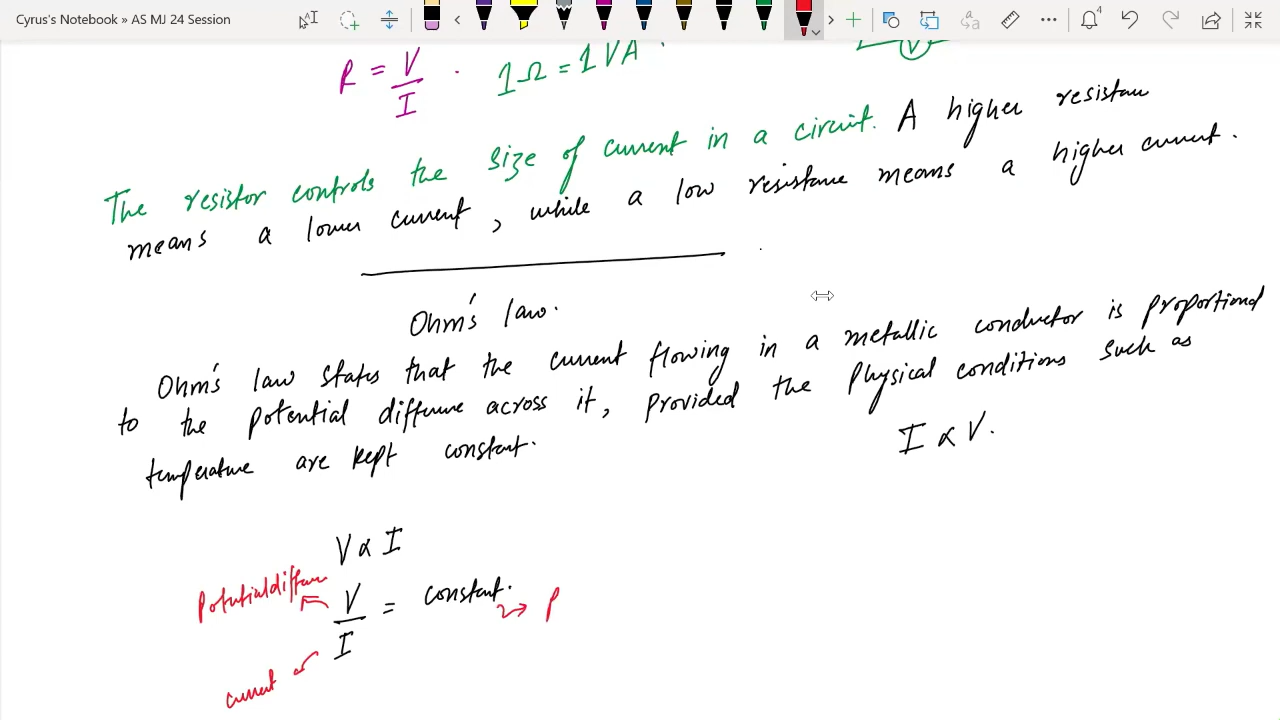 Cyrus's Notebook » AS MJ 24 Session
4
R = V/I . 1Ω = 1VA
V
The resistor controls the size of current in a circuit. A higher resistance
means a lower current, while a low resistance means a higher current.
Ohm's law.
Ohm's law states that the current flowing in a metallic conductor is proportional
to the potential difference across it, provided the physical conditions such as
temperature are kept constant.
I ∝ V.
V ∝ I
Potential difference
V/I = constant.
current